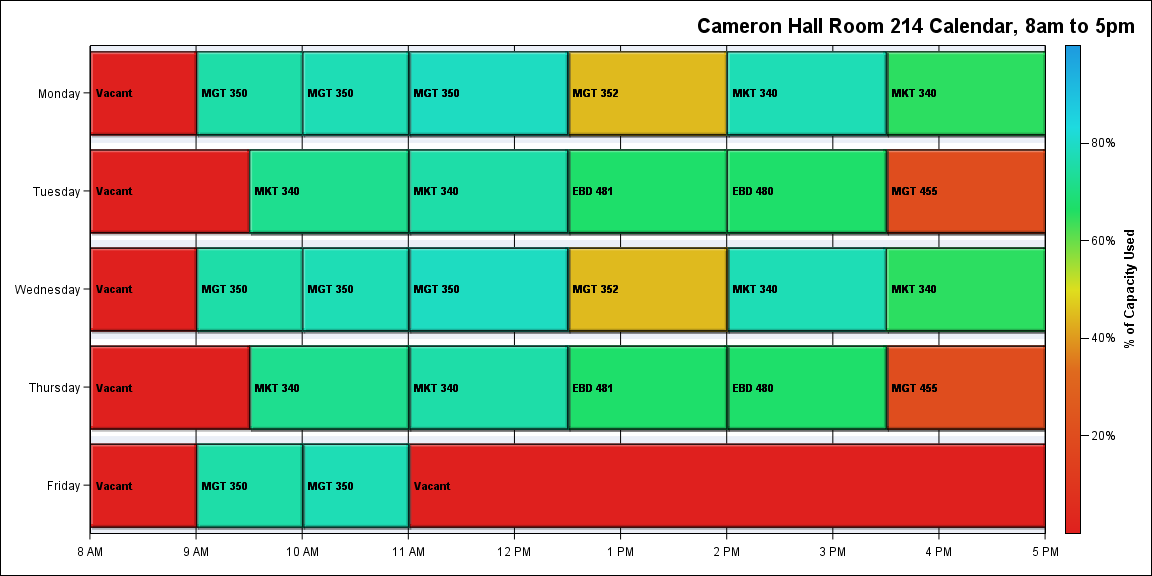 Cameron Hall Room 214 Calendar, 8am to 5pm
Monday Vacant MGT 350 MGT 350 MGT 350 MGT 352 MKT 340 MKT 340
Tuesday Vacant MKT 340 MKT 340 EBD 481 EBD 480 MGT 455
Wednesday Vacant MGT 350 MGT 350 MGT 350 MGT 352 MKT 340 MKT 340
Thursday Vacant MKT 340 MKT 340 EBD 481 EBD 480 MGT 455
Friday Vacant MGT 350 MGT 350 Vacant
8 AM 9 AM 10 AM 11 AM 12 PM 1 PM 2 PM 3 PM 4 PM 5 PM
80%
60%
40%
20%
% of Capacity Used